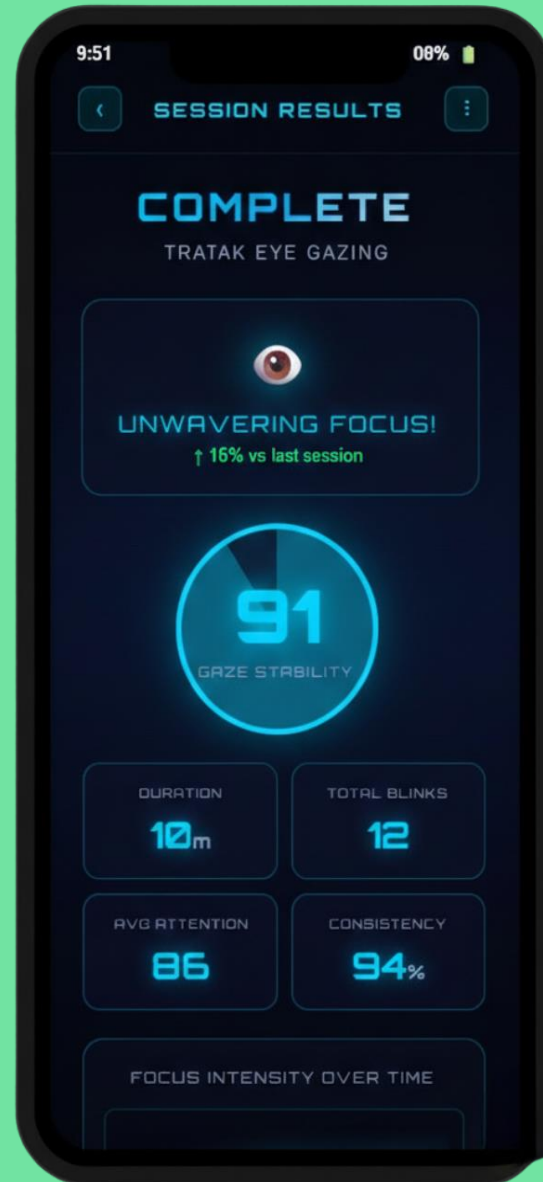 9:51 08%
SESSION RESULTS
COMPLETE
TRATAK EYE GAZING
UNWAVERING FOCUS!
↑ 16% vs last session
91
GAZE STABILITY
DURATION
10m
TOTAL BLINKS
12
AVG ATTENTION
86
CONSISTENCY
94%
FOCUS INTENSITY OVER TIME